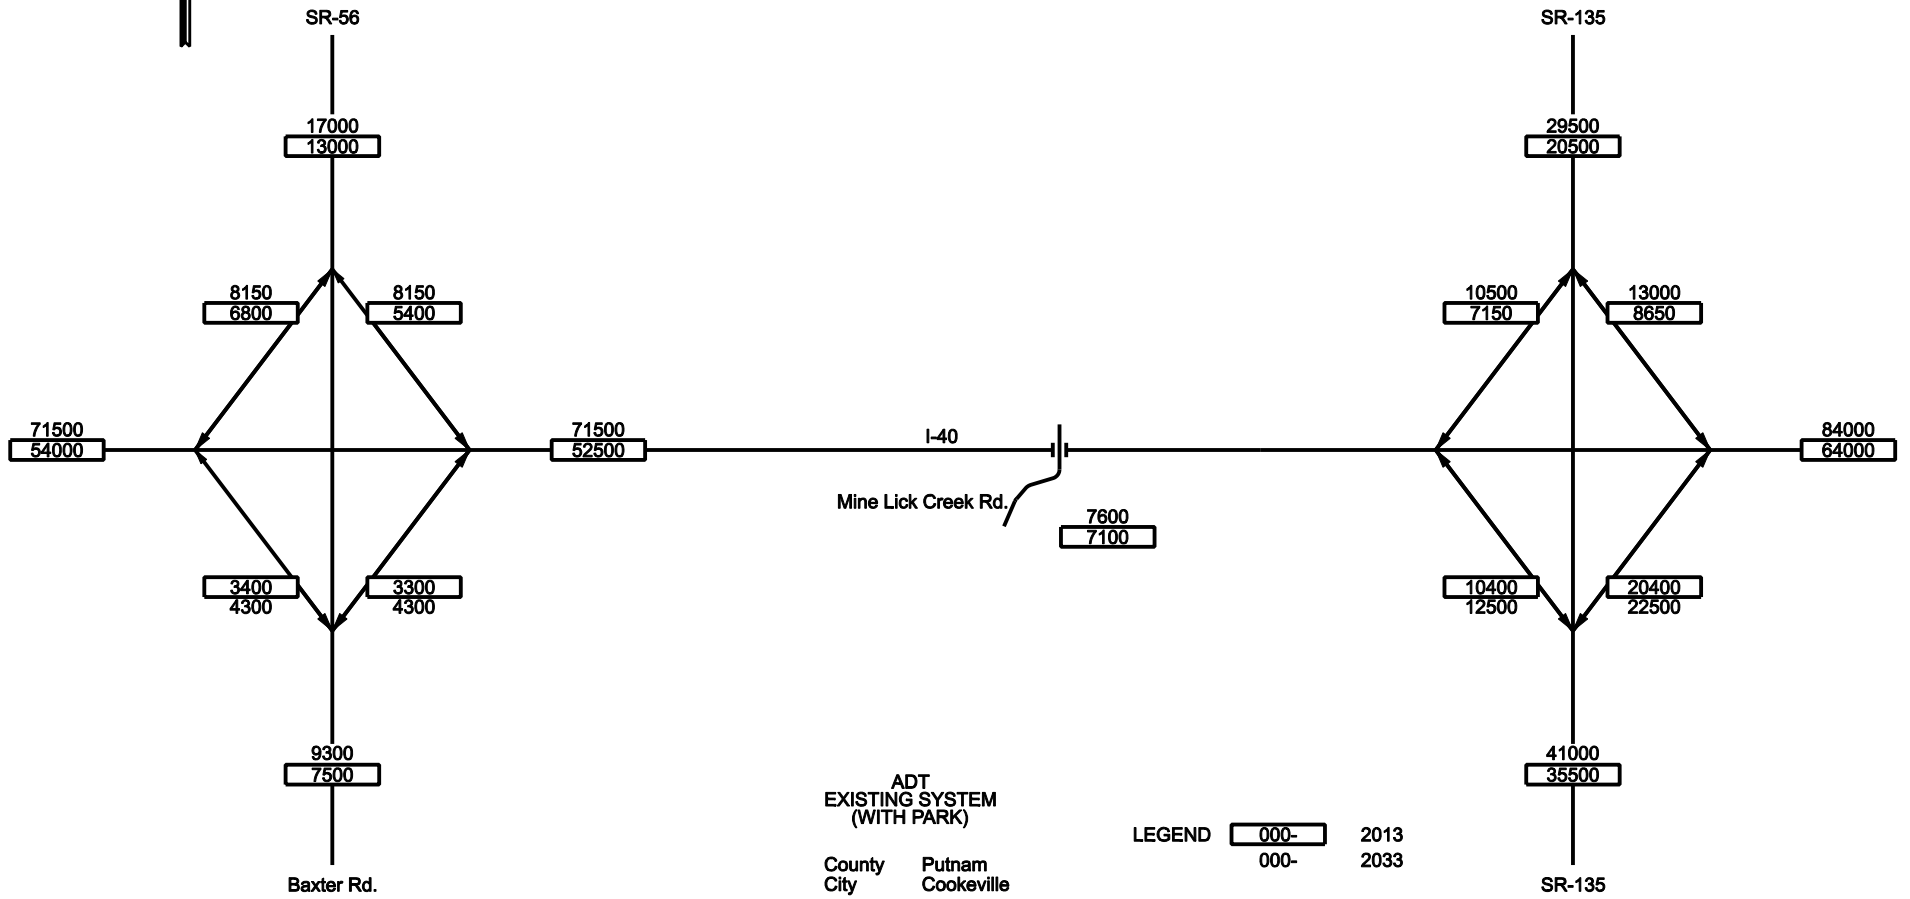 SR-56
SR-135
17000
13000
29500
20500
8150
6800
8150
5400
10500
7150
13000
8650
71500
54000
71500
52500
I-40
84000
64000
Mine Lick Creek Rd.
7600
7100
3400
4300
3300
4300
10400
12500
20400
22500
9300
7500
41000
35500
ADT
EXISTING SYSTEM
(WITH PARK)
LEGEND 000- 2013
000- 2033
County Putnam
City Cookeville
Baxter Rd.
SR-135